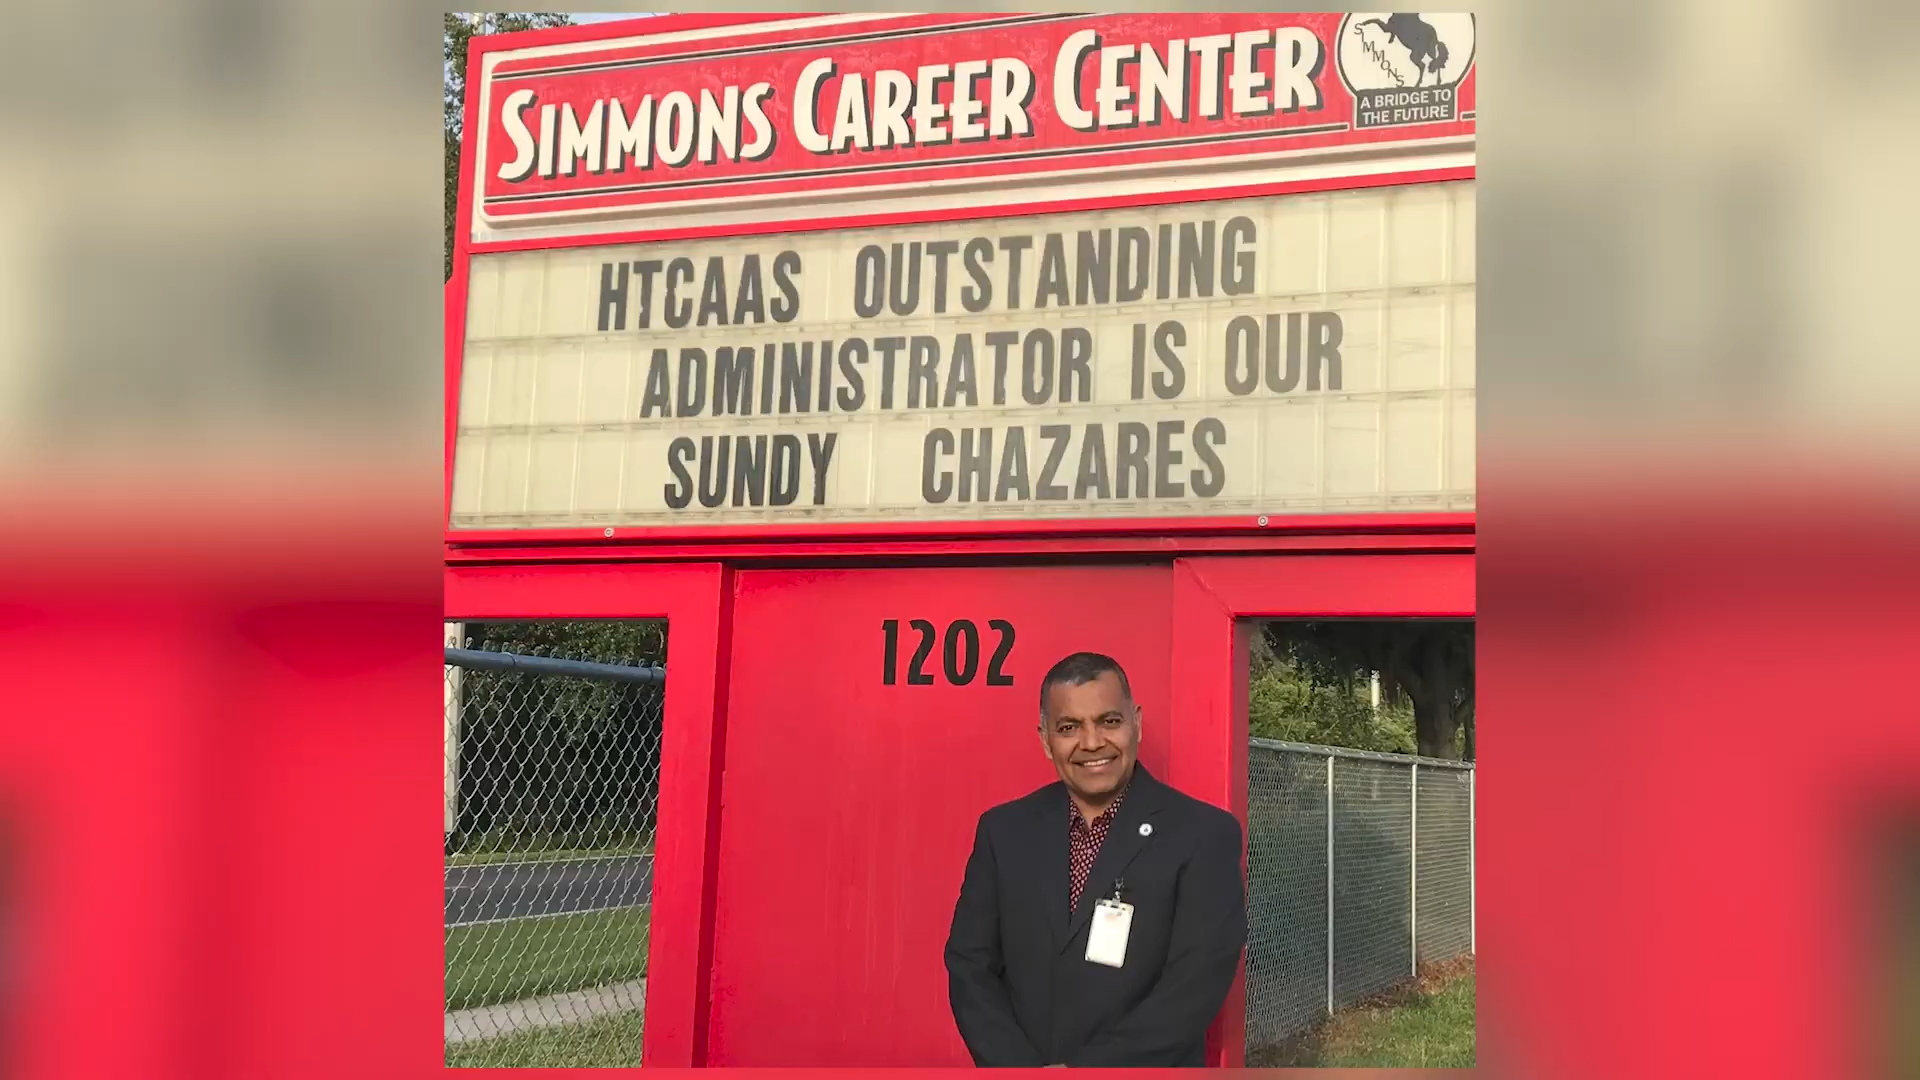 SIMMONS CAREER CENTER
SIMMONS
A BRIDGE TO
THE FUTURE
HTCAAS OUTSTANDING
ADMINISTRATOR IS OUR
SUNDY CHAZARES
1202